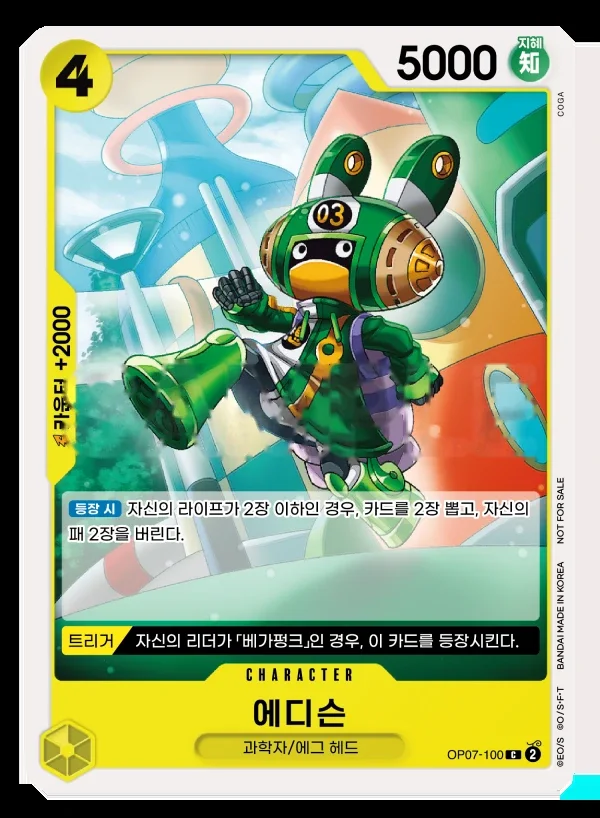 4
5000
지혜
知
COGA
03
카운터 +2000
등장 시 자신의 라이프가 2장 이하인 경우, 카드를 2장 뽑고, 자신의
패 2장을 버린다.
트리거 자신의 리더가 「베가펑크」인 경우, 이 카드를 등장시킨다.
CHARACTER
에디슨
과학자/에그 헤드
OP07-100 C 2
©EO/S ©O/S·F·T BANDAI MADE IN KOREA NOT FOR SALE